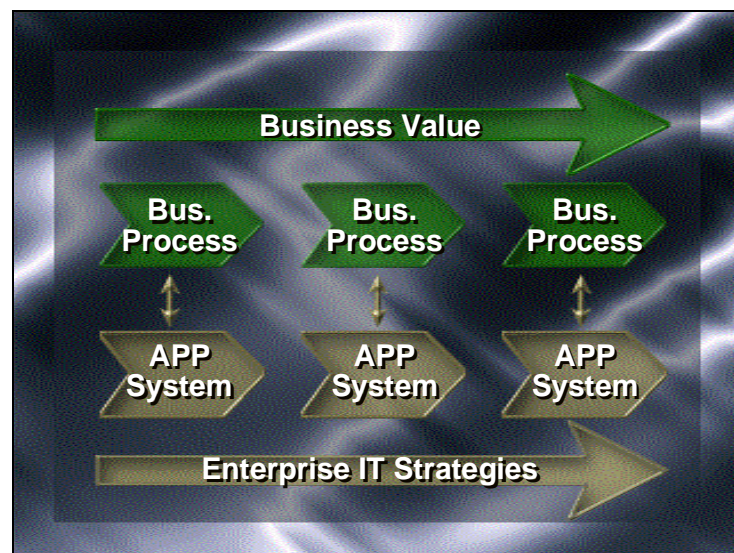 Business Value
Bus.
Process
Bus.
Process
Bus.
Process
APP
System
APP
System
APP
System
Enterprise IT Strategies